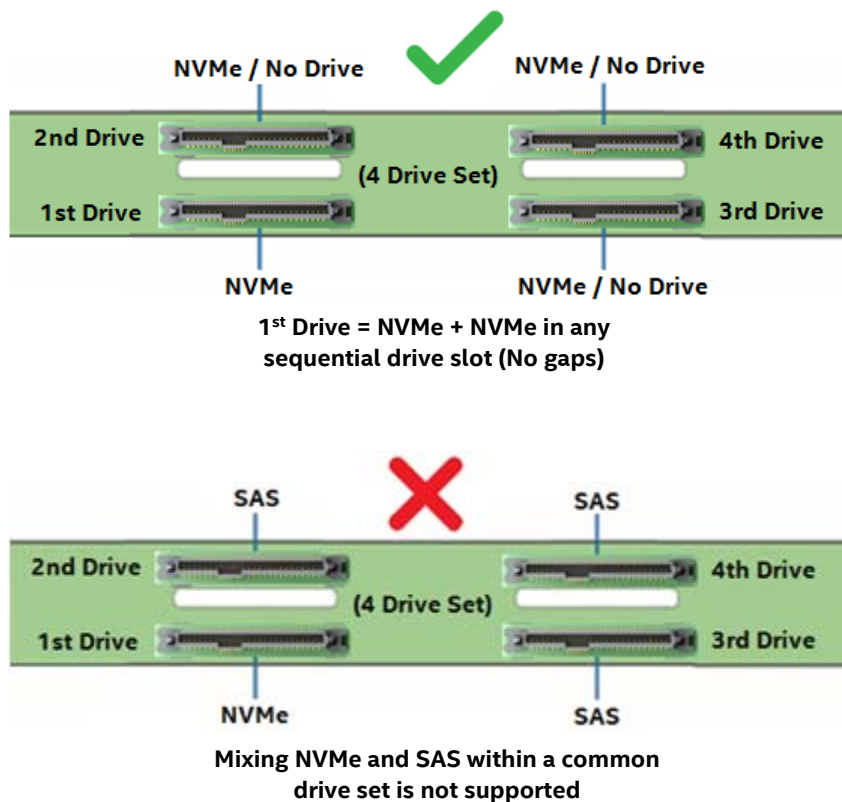 NVMe / No Drive
NVMe / No Drive
2nd Drive
4th Drive
(4 Drive Set)
1st Drive
3rd Drive
NVMe
NVMe / No Drive
1st Drive = NVMe + NVMe in any
sequential drive slot (No gaps)
SAS
SAS
2nd Drive
4th Drive
(4 Drive Set)
1st Drive
3rd Drive
NVMe
SAS
Mixing NVMe and SAS within a common
drive set is not supported